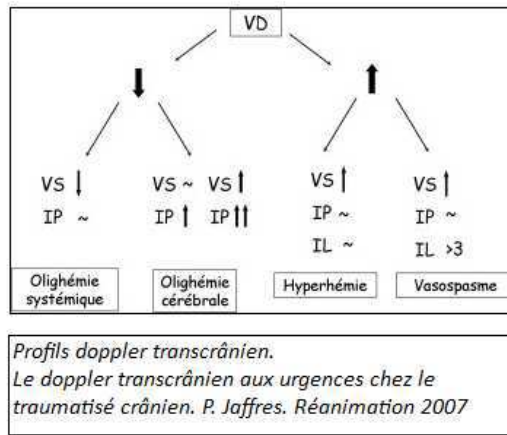 VD
VS VS ~ VS VS VS
IP ~ IP IP IP ~ IP ~
IL ~ IL >3
Olighémie systémique
Olighémie cérébrale
Hyperhémie
Vasospasme
Profils doppler transcrânien.
Le doppler transcrânien aux urgences chez le
traumatisé crânien. P. Jaffres. Réanimation 2007